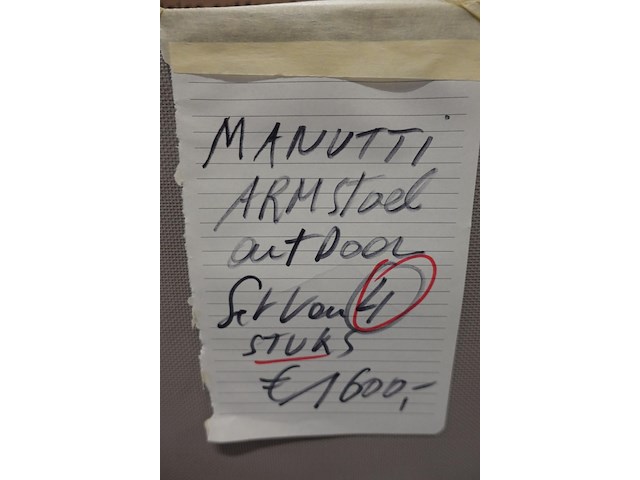 MANUTTI
ARMstoel
outDoor
Set van 4
STUKS
€1600,-